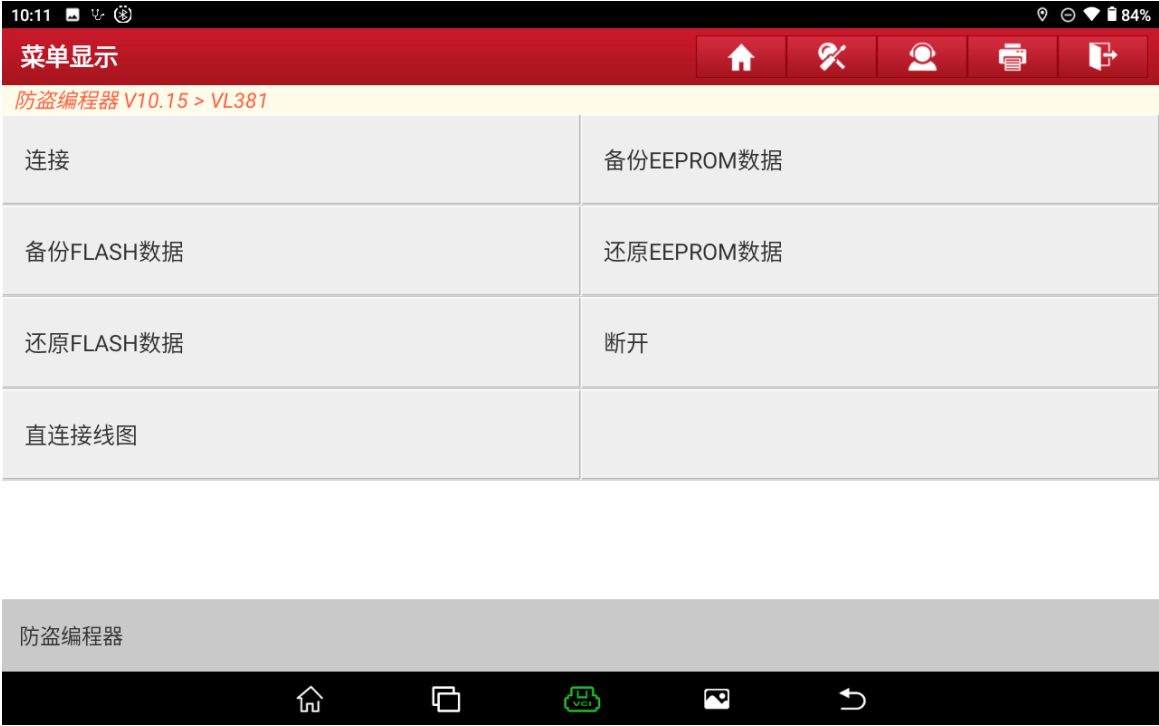 10:11
84%
菜单显示
防盗编程器 V10.15 > VL381
连接
备份EEPROM数据
备份FLASH数据
还原EEPROM数据
还原FLASH数据
断开
直连接线图
防盗编程器
VCI